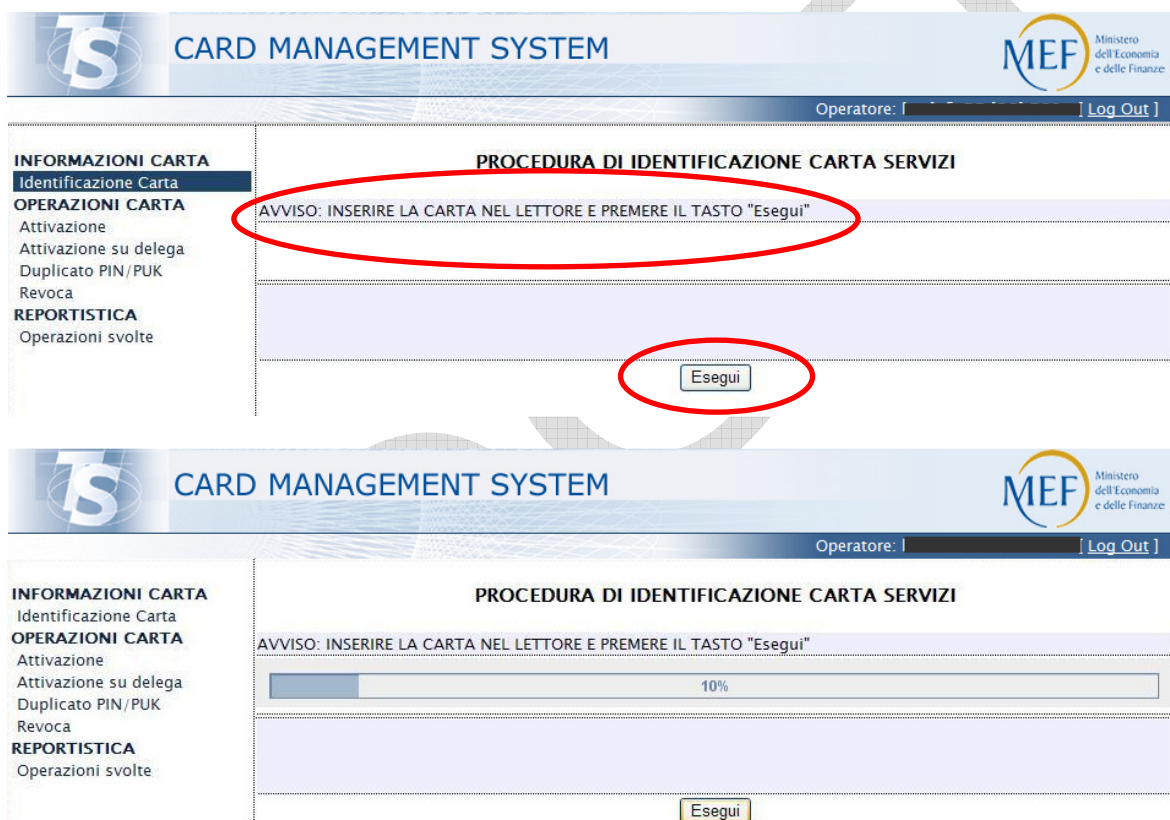 TS CARD MANAGEMENT SYSTEM
MEF Ministero
dell'Economia
e delle Finanze
Operatore: [ [ Log Out ]
INFORMAZIONI CARTA
Identificazione Carta
OPERAZIONI CARTA
Attivazione
Attivazione su delega
Duplicato PIN/PUK
Revoca
REPORTISTICA
Operazioni svolte
PROCEDURA DI IDENTIFICAZIONE CARTA SERVIZI
AVVISO: INSERIRE LA CARTA NEL LETTORE E PREMERE IL TASTO "Esegui"
Esegui
TS CARD MANAGEMENT SYSTEM
MEF Ministero
dell'Economia
e delle Finanze
Operatore: [ [ Log Out ]
INFORMAZIONI CARTA
Identificazione Carta
OPERAZIONI CARTA
Attivazione
Attivazione su delega
Duplicato PIN/PUK
Revoca
REPORTISTICA
Operazioni svolte
PROCEDURA DI IDENTIFICAZIONE CARTA SERVIZI
AVVISO: INSERIRE LA CARTA NEL LETTORE E PREMERE IL TASTO "Esegui"
10%
Esegui